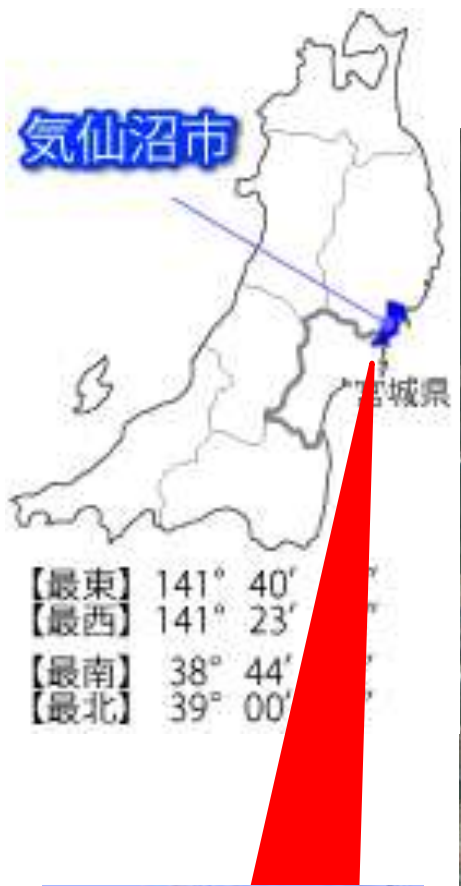 気仙沼市
宮城県
【最東】 141° 40′
【最西】 141° 23′
【最南】 38° 44′
【最北】 39° 00′